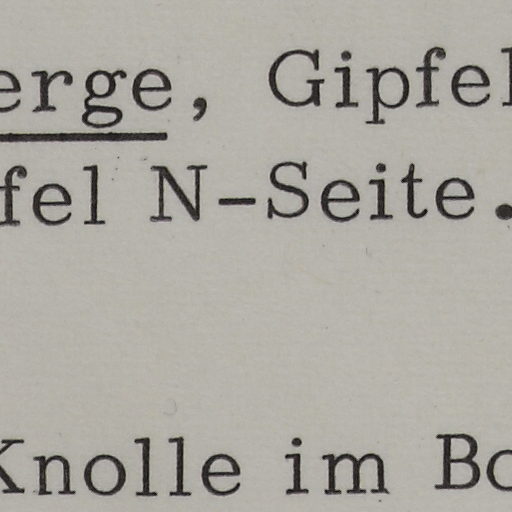 erge, Gipfel
fel N-Seite.
Knolle im Bo